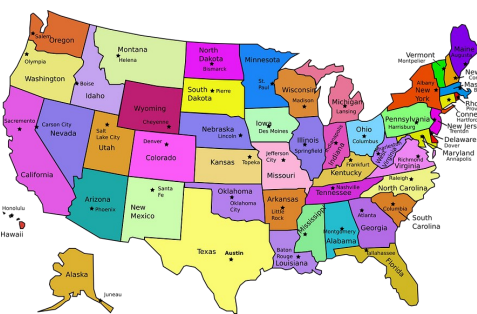 Salem
Oregon
Olympia
Washington
Boise
Idaho
Montana
Helena
Wyoming
Cheyenne
North
Dakota
Bismarck
South
Dakota
Pierre
Minnesota
St.
Paul
Wisconsin
Madison
Michigan
Lansing
Sacramento
California
Carson City
Nevada
Salt
Lake City
Utah
Denver
Colorado
Nebraska
Lincoln
Kansas
Topeka
Iowa
Des Moines
Illinois
Springfield
Indiana
Ohio
Columbus
Jefferson
City
Missouri
Frankfurt
Kentucky
Virginia
Richmond
Virginia
Pennsylvania
Harrisburg
Albany
New
York
Vermont
Montpelier
Maine
New
Trenton
Delaware
Dover
Maryland
Annapolis
Arizona
Phoenix
Santa
Fe
New
Mexico
Oklahoma
Oklahoma
City
Arkansas
Little
Rock
Nashville
Tennessee
Raleigh
North Carolina
Columbia
South
Carolina
Atlanta
Georgia
Montgomery
Alabama
Mississippi
Baton
Rouge
Louisiana
Texas
Austin
Tallahassee
Florida
Honolulu
Hawaii
Alaska
Juneau